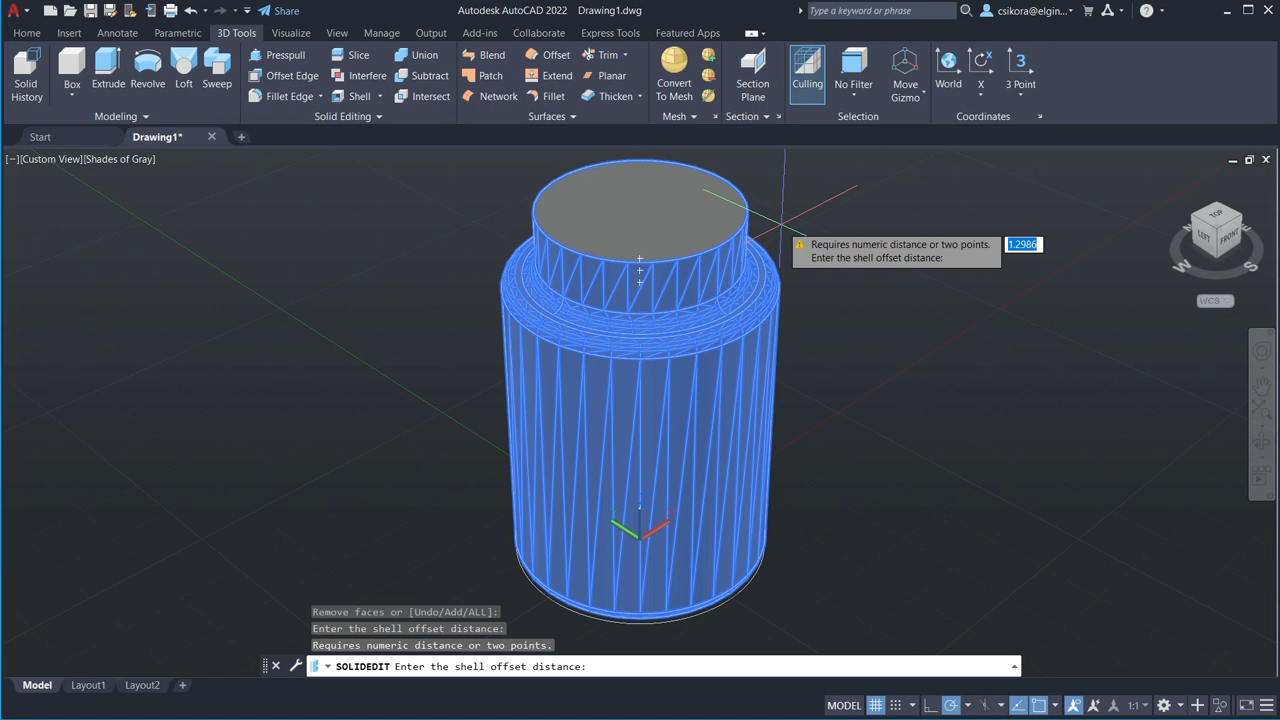 Share
Autodesk AutoCAD 2022 Drawing1.dwg
Type a keyword or phrase
csikora@elgin...
Home Insert Annotate Parametric 3D Tools Visualize View Manage Output Add-ins Collaborate Express Tools Featured Apps
Solid History
Box
Extrude
Revolve
Loft
Sweep
Modeling
Presspull
Offset Edge
Fillet Edge
Slice
Interfere
Shell
Union
Subtract
Intersect
Solid Editing
Blend
Patch
Network
Offset
Extend
Fillet
Trim
Planar
Thicken
Surfaces
Convert To Mesh
Mesh
Section Plane
Section
Culling
No Filter
Move Gizmo
Selection
World
X
3 Point
Coordinates
Start
Drawing1*
[−][Custom View][Shades of Gray]
TOP
LEFT
FRONT
W
S
WCS
Requires numeric distance or two points.
Enter the shell offset distance:
1.2986
Remove faces or [Undo/Add/ALL]:
Enter the shell offset distance:
Requires numeric distance or two points.
SOLIDEDIT Enter the shell offset distance:
Model Layout1 Layout2
MODEL
1:1